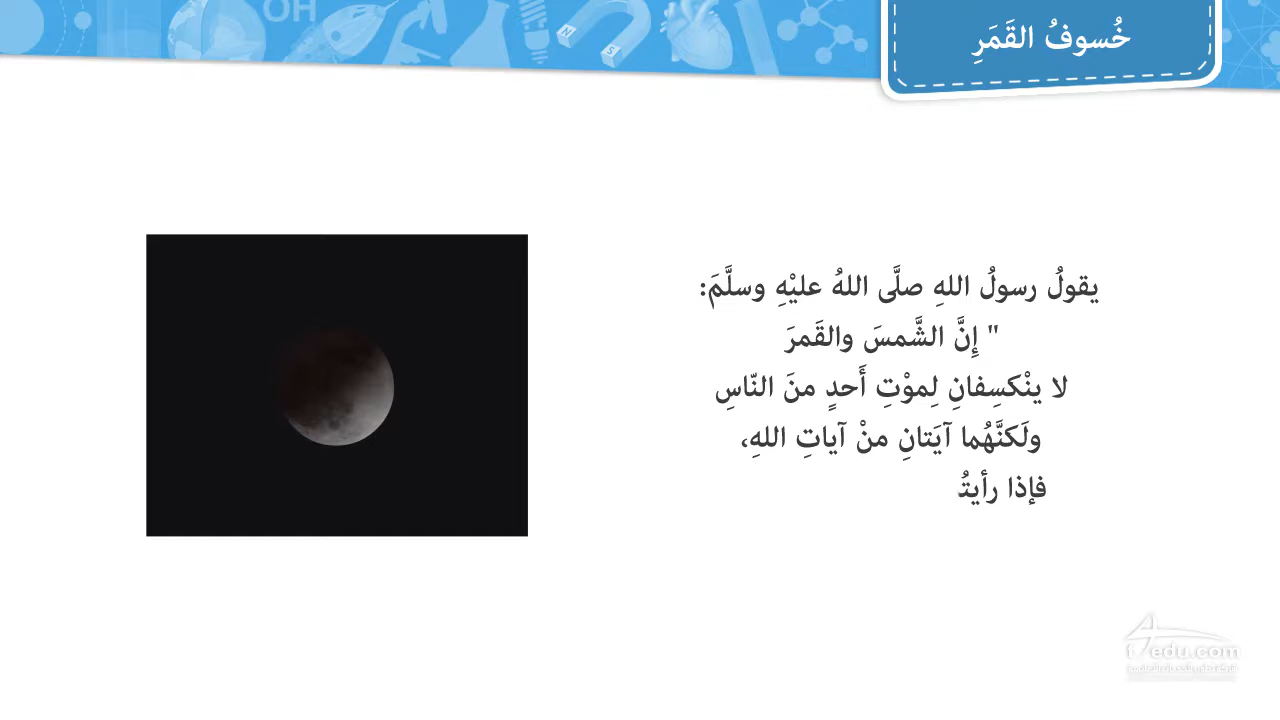 خُسوفُ القَمَرِ
OH
N
S
يقولُ رسولُ اللهِ صلَّى اللهُ عليْهِ وسلَّمَ:
" إِنَّ الشَّمسَ والقَمرَ
لا ينْكسِفانِ لِموْتِ أَحدٍ منَ النّاسِ
ولَكنَّهُما آيَتانِ منْ آياتِ اللهِ،
فإذا رأيتُ
edu.com